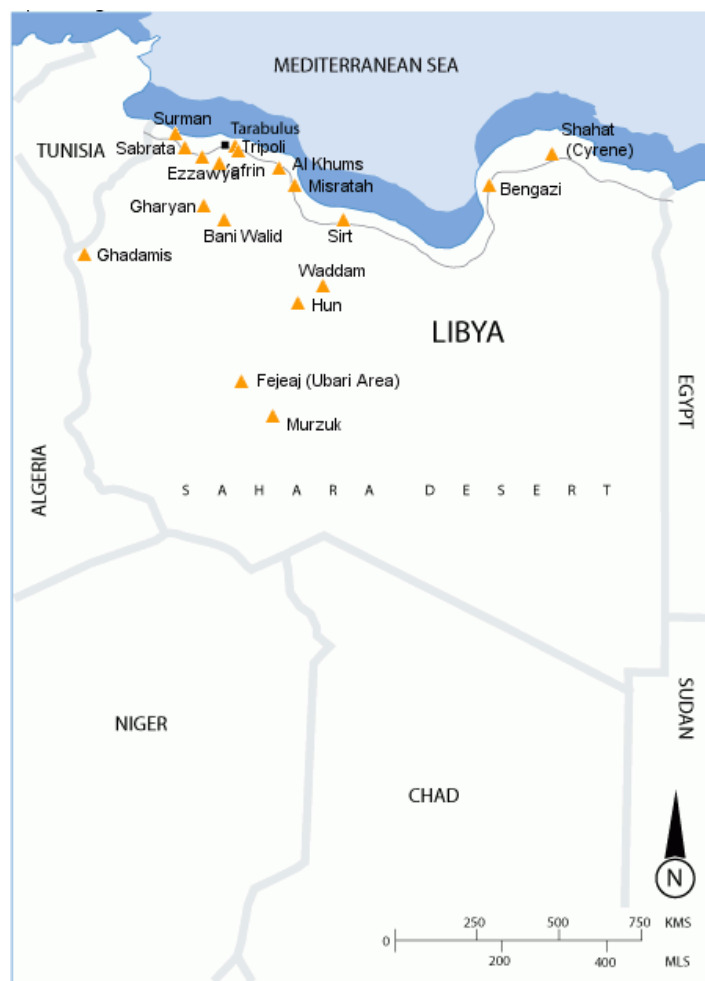 MEDITERRANEAN SEA
Surman
Tarabulus
Shahat
(Cyrene)
TUNISIA
Sabrata
Tripoli
Ezzawya
Yafrin
Al Khums
Misratah
Bengazi
Gharyan
Bani Walid
Sirt
Ghadamis
Waddam
Hun
LIBYA
Fejeaj (Ubari Area)
Murzuk
EGYPT
ALGERIA
SAHARA DESERT
NIGER
SUDAN
CHAD
N
0 250 500 750 KMS
200 400 MLS